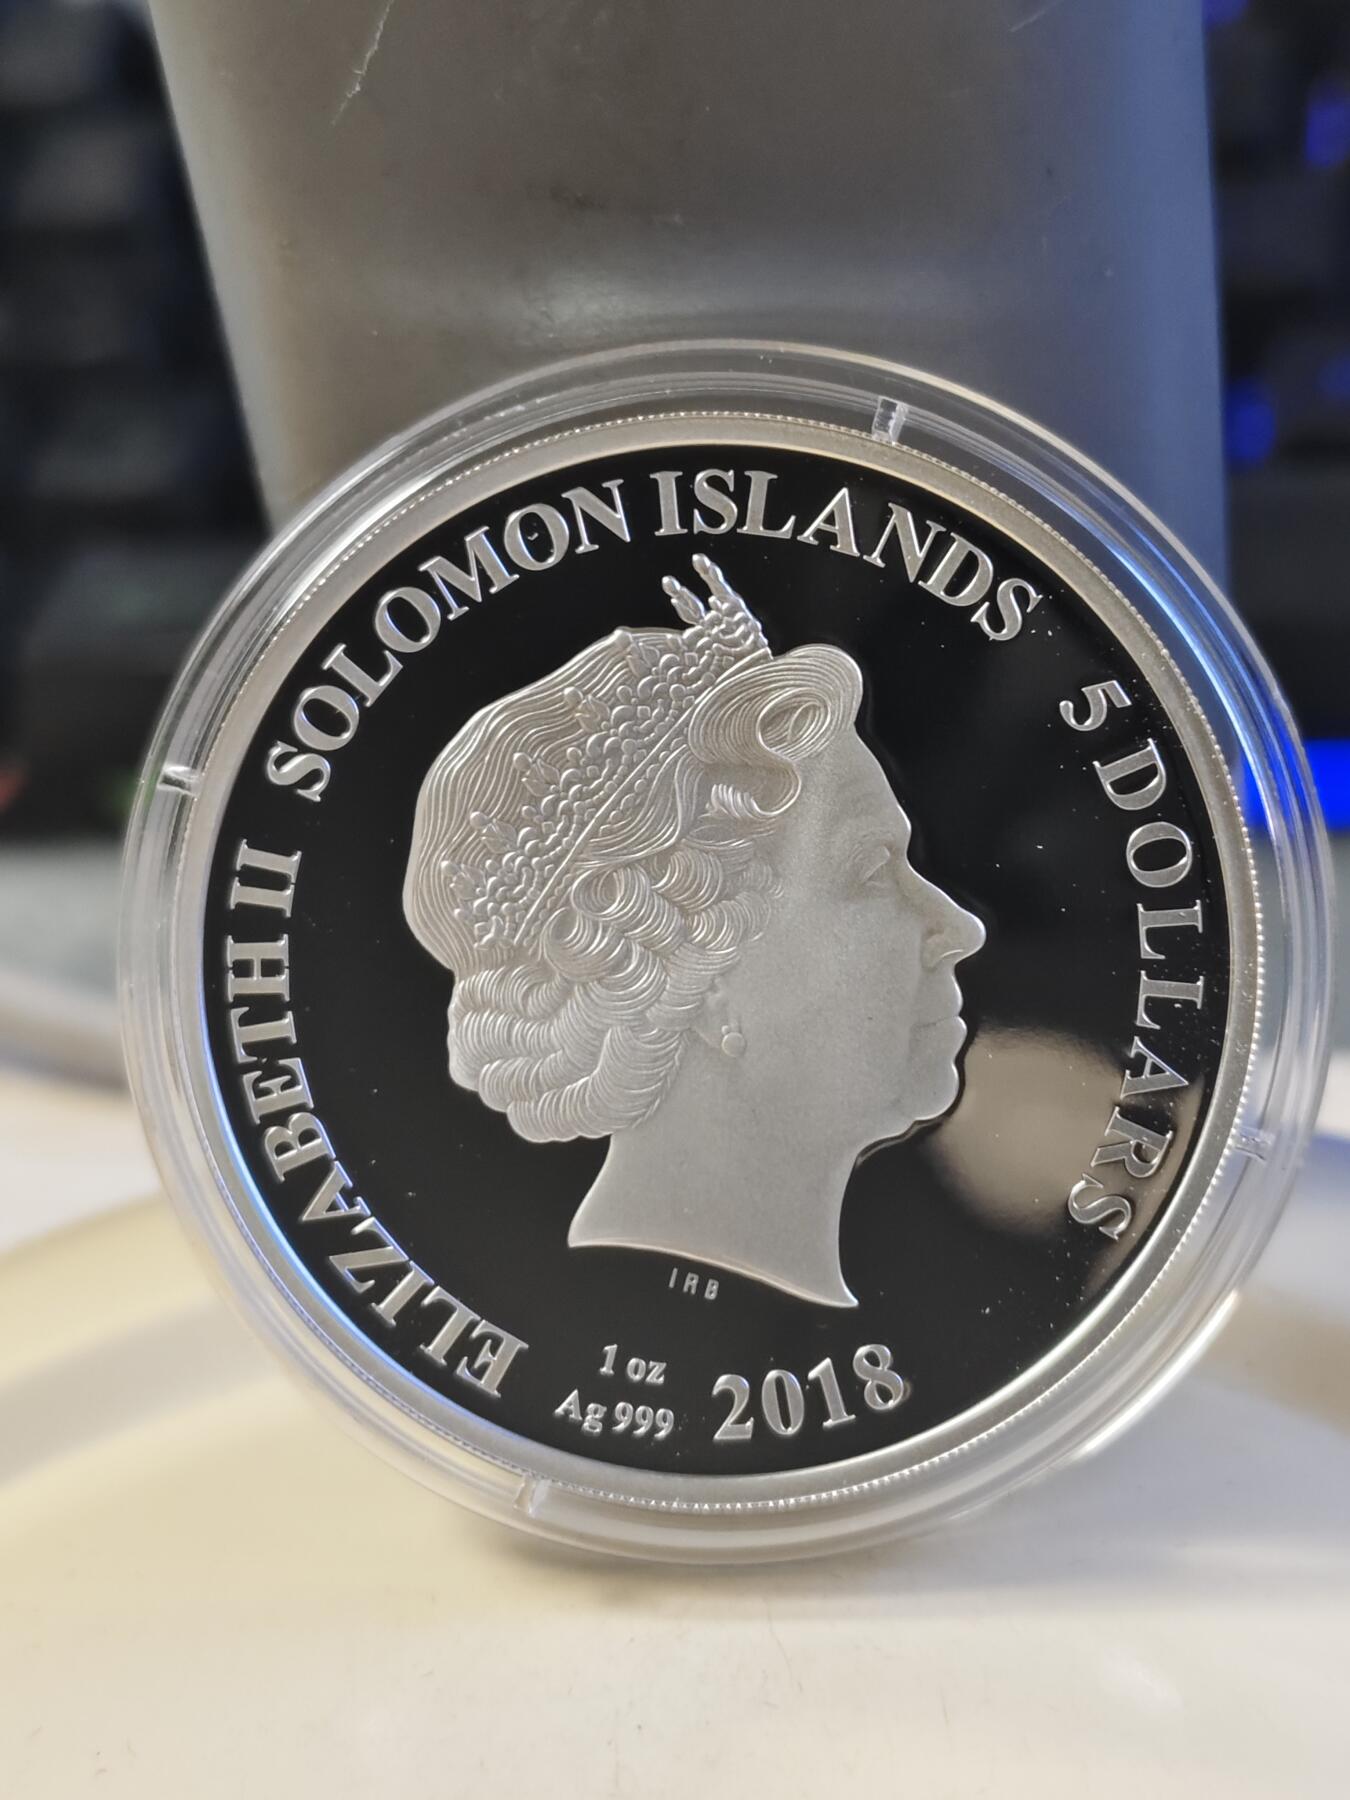 ELIZABETH II SOLOMON ISLANDS 5 DOLLARS
IRB
1 oz
Ag 999
2018